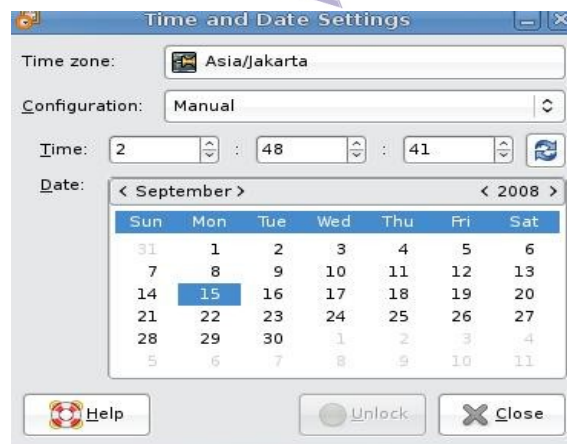 Time and Date Settings
Time zone: Asia/Jakarta
Configuration: Manual
Time: 2 : 48 : 41
Date: < September > < 2008 >
Sun Mon Tue Wed Thu Fri Sat
31 1 2 3 4 5 6
7 8 9 10 11 12 13
14 15 16 17 18 19 20
21 22 23 24 25 26 27
28 29 30 1 2 3 4
5 6 7 8 9 10 11
Help Unlock Close